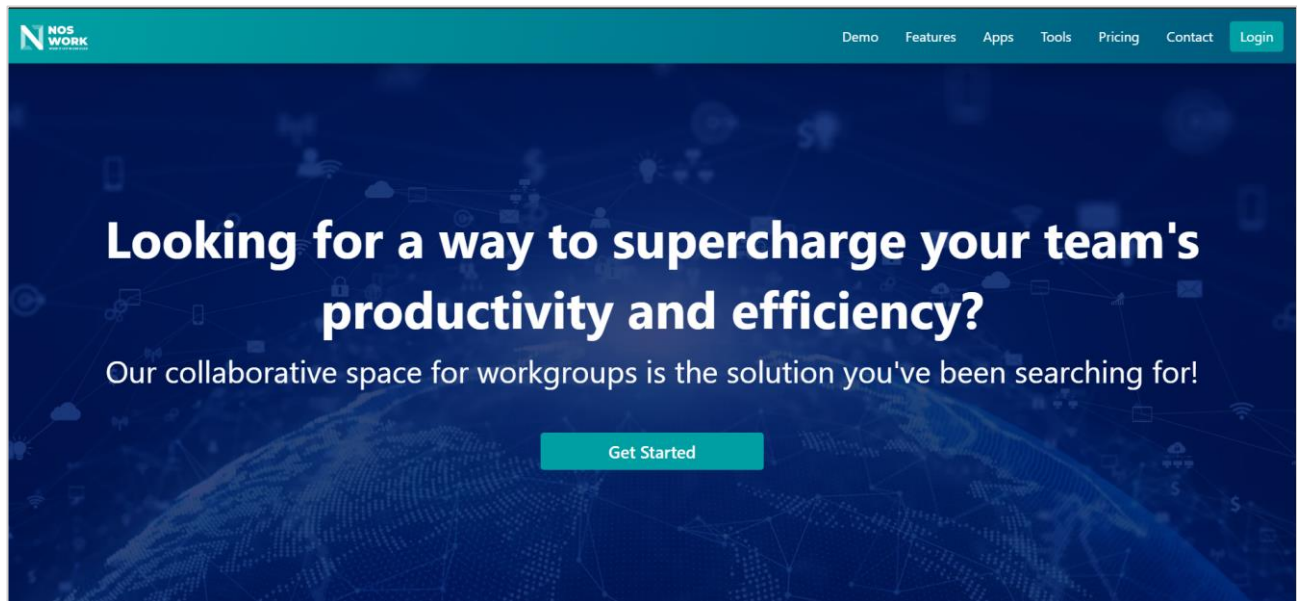 NOS
WORK
Demo Features Apps Tools Pricing Contact Login
Looking for a way to supercharge your team's
productivity and efficiency?
Our collaborative space for workgroups is the solution you've been searching for!
Get Started